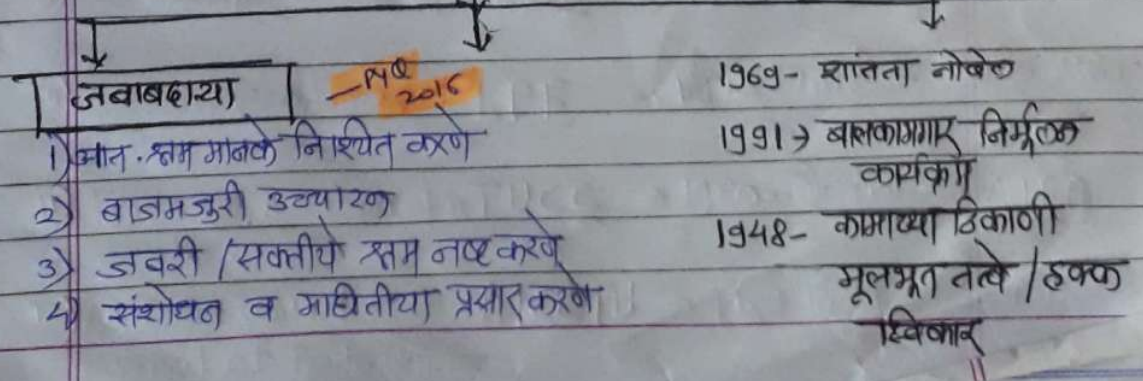 जबाबदाऱ्या
- PYQ
2016
1) आंत. श्रम मानके निश्चित करणे
2) बालमजुरी उच्चाटन
3) जबरी / सक्तीचे श्रम नष्ट करणे
4) संशोधन व माहितीचा प्रसार करणे
1969 - शांतता नोबेल
1991 → बालकामगार निर्मूलन
कार्यक्रम
1948 - कामाच्या ठिकाणी
मूलभूत तत्वे / हक्क
स्विकार